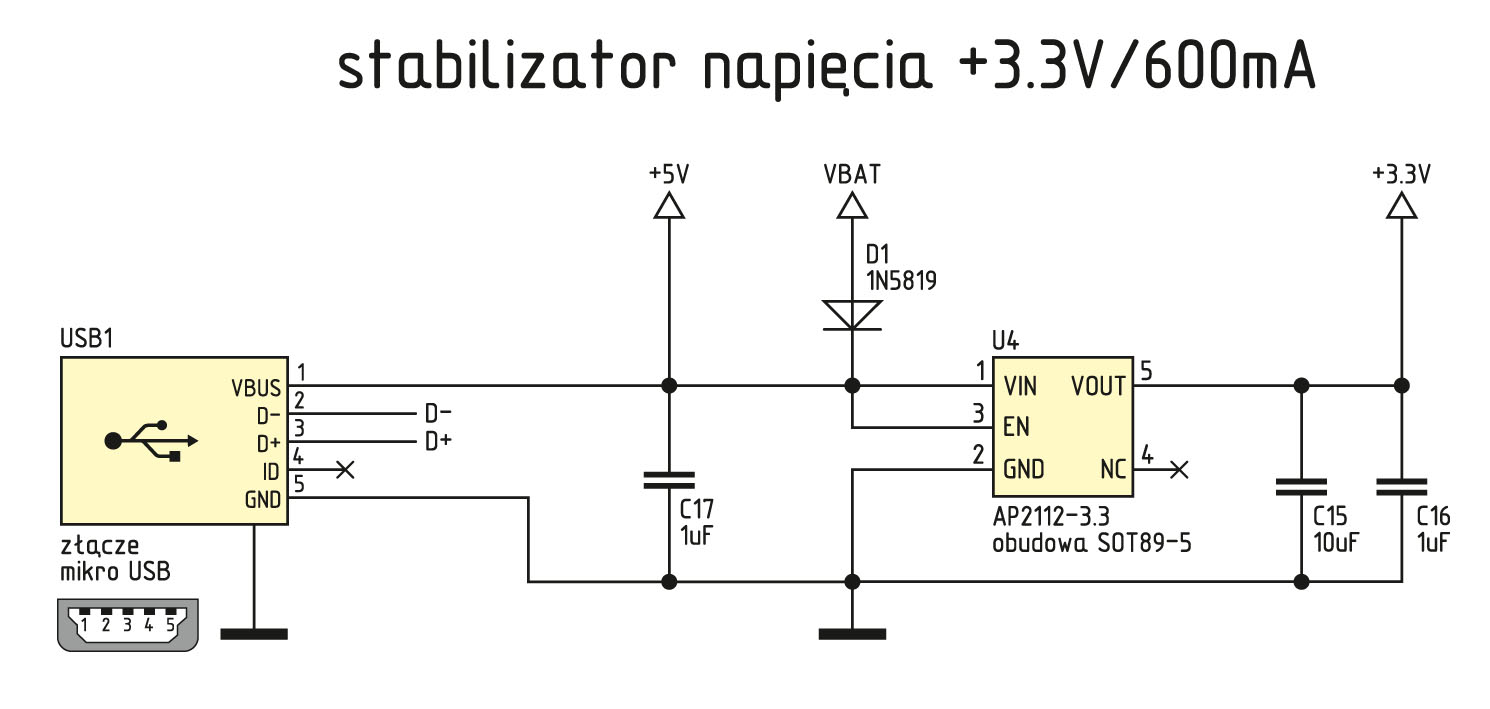 stabilizator napięcia +3.3V/600mA
+5V
VBAT
+3.3V
D1
1N5819
USB1
VBUS
D-
D+
ID
GND
1
2
3
4
5
D-
D+
złącze
mikro USB
1 2 3 4 5
C17
1uF
U4
1
3
2
VIN
EN
GND
VOUT
NC
5
4
AP2112-3.3
obudowa SOT89-5
C15
10uF
C16
1uF